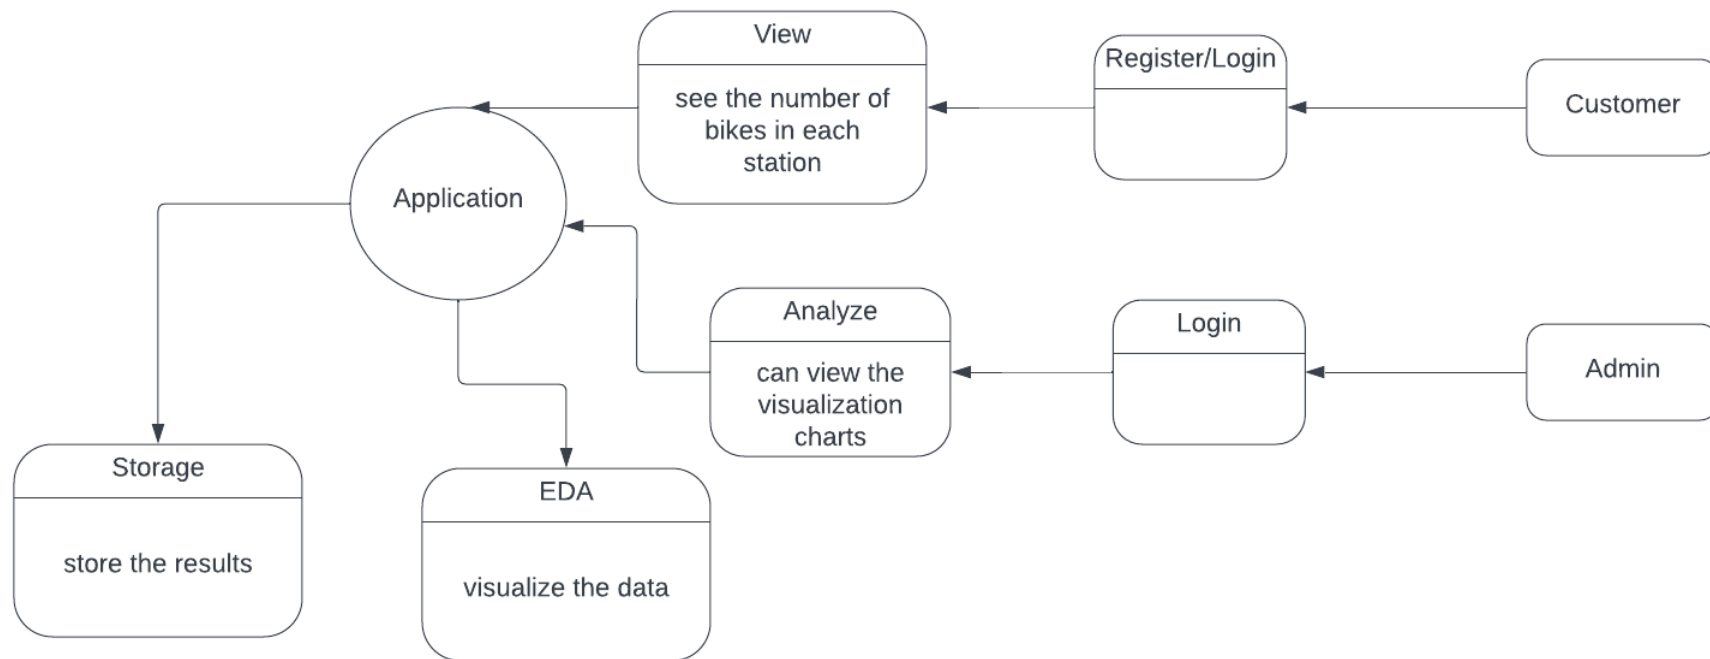 View
see the number of
bikes in each
station
Register/Login
Customer
Application
Analyze
can view the
visualization
charts
Login
Admin
Storage
store the results
EDA
visualize the data